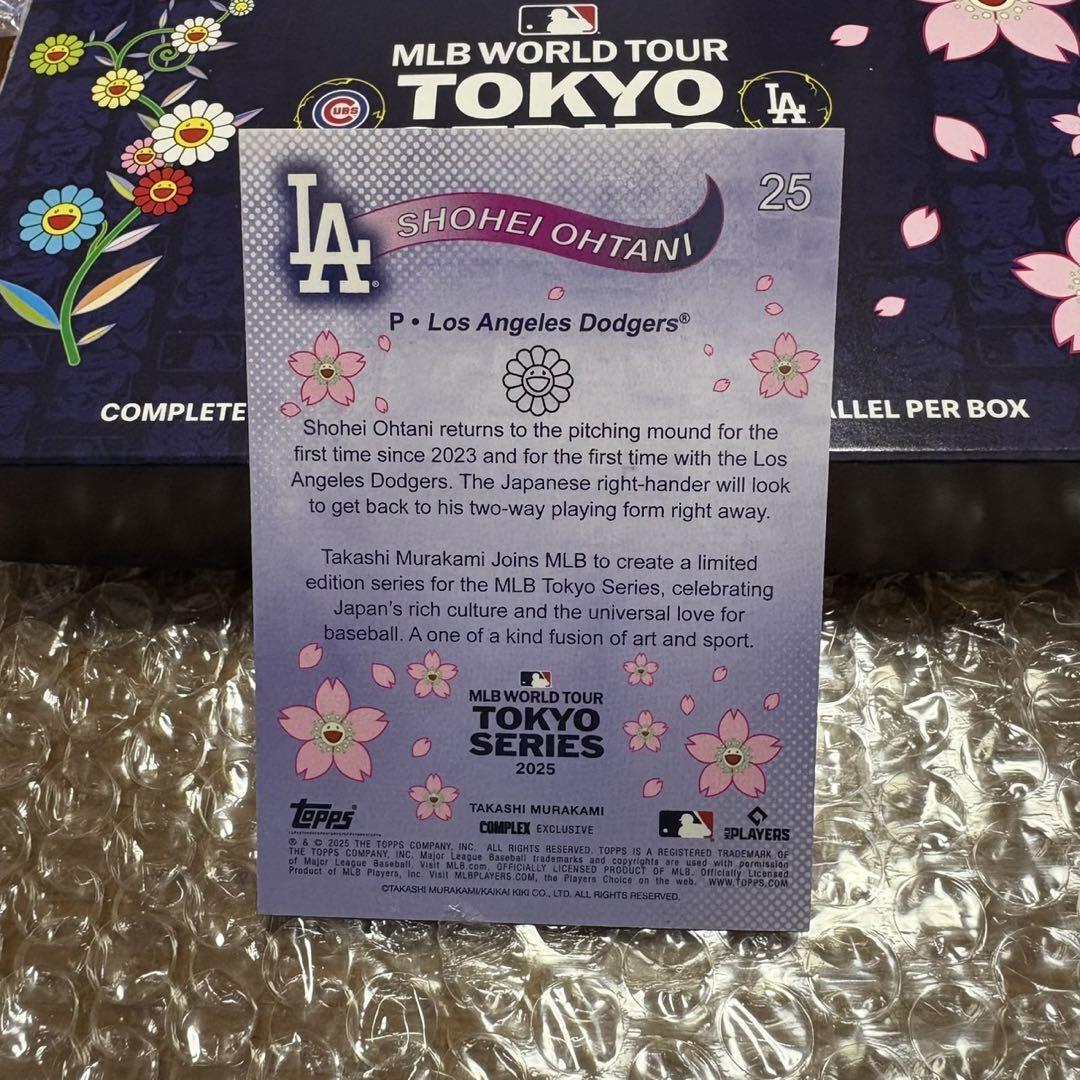 MLB WORLD TOUR
TOKYO
CUBS
LA
COMPLETE
ALLEL PER BOX
LA
SHOHEI OHTANI
25
P • Los Angeles Dodgers®
Shohei Ohtani returns to the pitching mound for the
first time since 2023 and for the first time with the Los
Angeles Dodgers. The Japanese right-hander will look
to get back to his two-way playing form right away.
Takashi Murakami Joins MLB to create a limited
edition series for the MLB Tokyo Series, celebrating
Japan's rich culture and the universal love for
baseball. A one of a kind fusion of art and sport.
MLB WORLD TOUR
TOKYO
SERIES
2025
topps®
TAKASHI MURAKAMI
COMPLEX EXCLUSIVE
MLB PLAYERS
® & © 2025 THE TOPPS COMPANY, INC. ALL RIGHTS RESERVED. TOPPS IS A REGISTERED TRADEMARK OF
THE TOPPS COMPANY, INC. Major League Baseball trademarks and copyrights are used with permission
of Major League Baseball. Visit MLB.com. OFFICIALLY LICENSED PRODUCT OF MLB. Officially Licensed
Product of MLB Players, Inc. Visit MLBPLAYERS.COM, the Players Choice on the web. WWW.TOPPS.COM
©TAKASHI MURAKAMI/KAIKAI KIKI CO., LTD. ALL RIGHTS RESERVED.